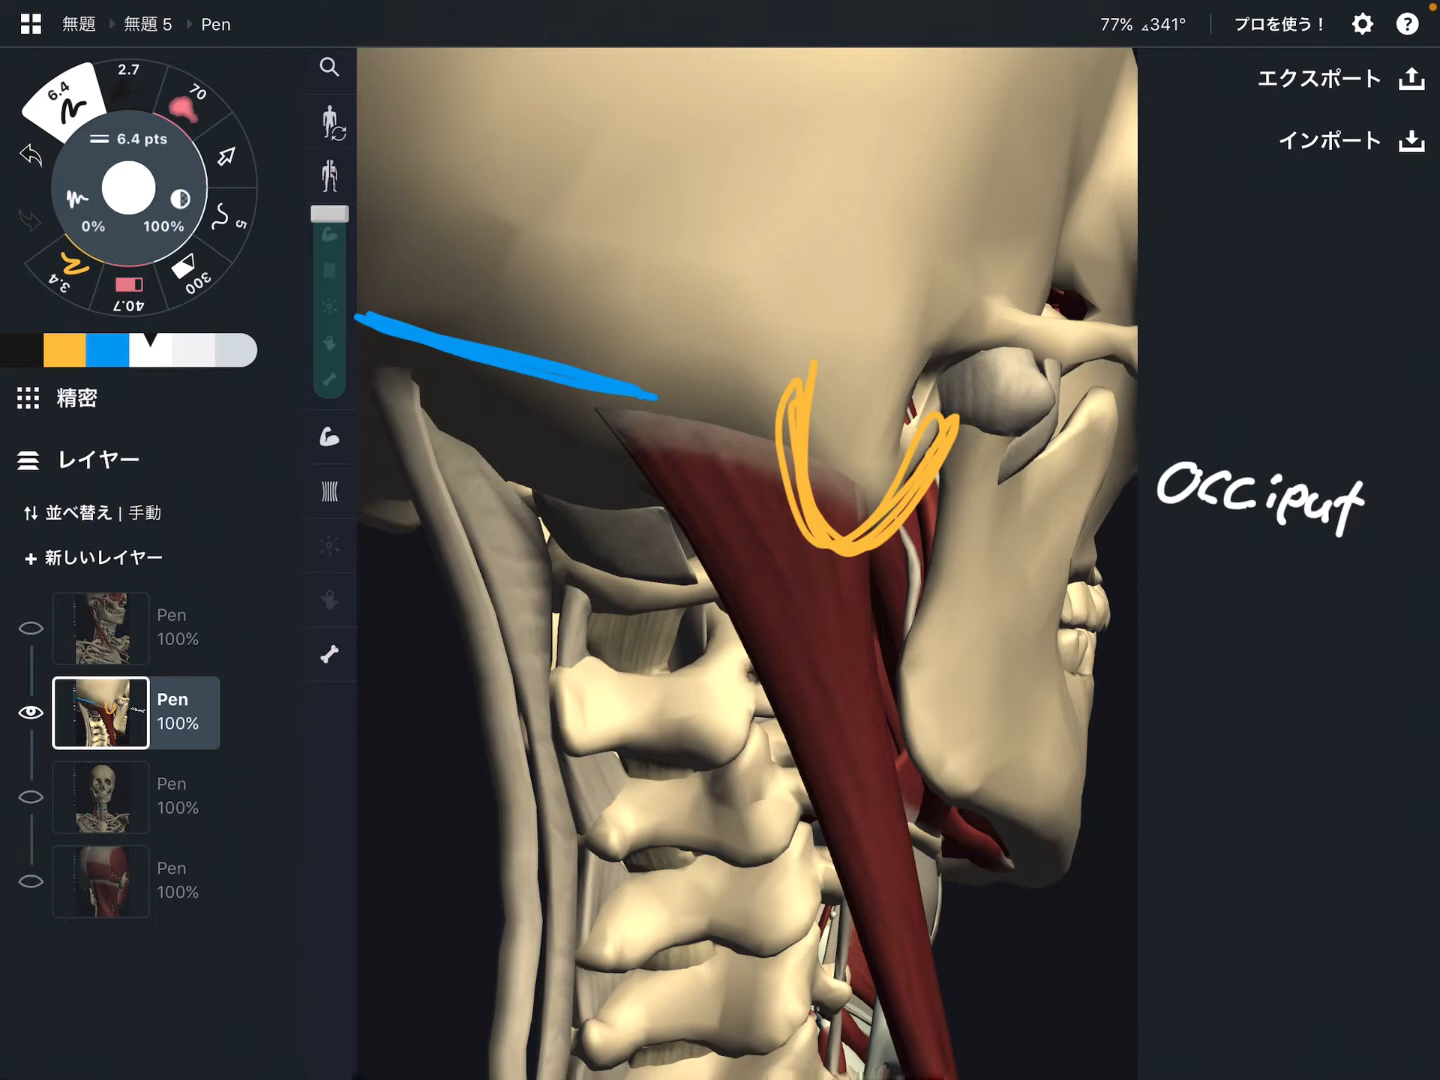 無題 無題 5 Pen
77% ⊿341° プロを使う！
エクスポート
インポート
2.7
6.4
70
6.4 pts
5
0% 100%
3.4
300
40.7
精密
レイヤー
並べ替え | 手動
+ 新しいレイヤー
Pen
100%
Pen
100%
Pen
100%
Pen
100%
Occiput